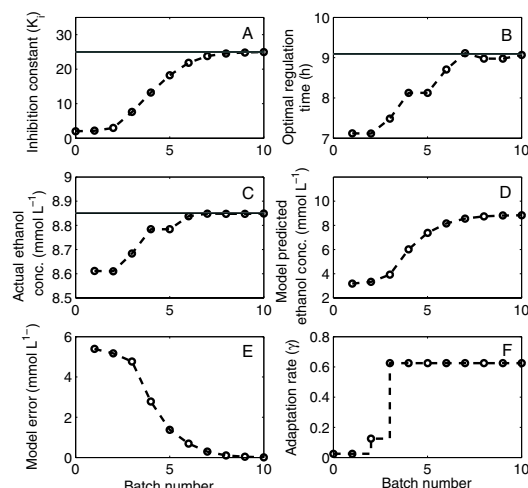 A
Inhibition constant (Ki)
30
20
10
0
0
5
10
B
Optimal regulation
time (h)
10
9
8
7
0
5
10
C
Actual ethanol
conc. (mmol L−1)
8.9
8.8
8.7
8.6
8.5
0
5
10
D
Model predicted
ethanol conc. (mmol L−1)
10
8
6
4
2
0
5
10
E
Model error (mmol L1−)
6
4
2
0
0
5
10
Batch number
F
Adaptation rate (γ)
0.8
0.6
0.4
0.2
0
0
5
10
Batch number